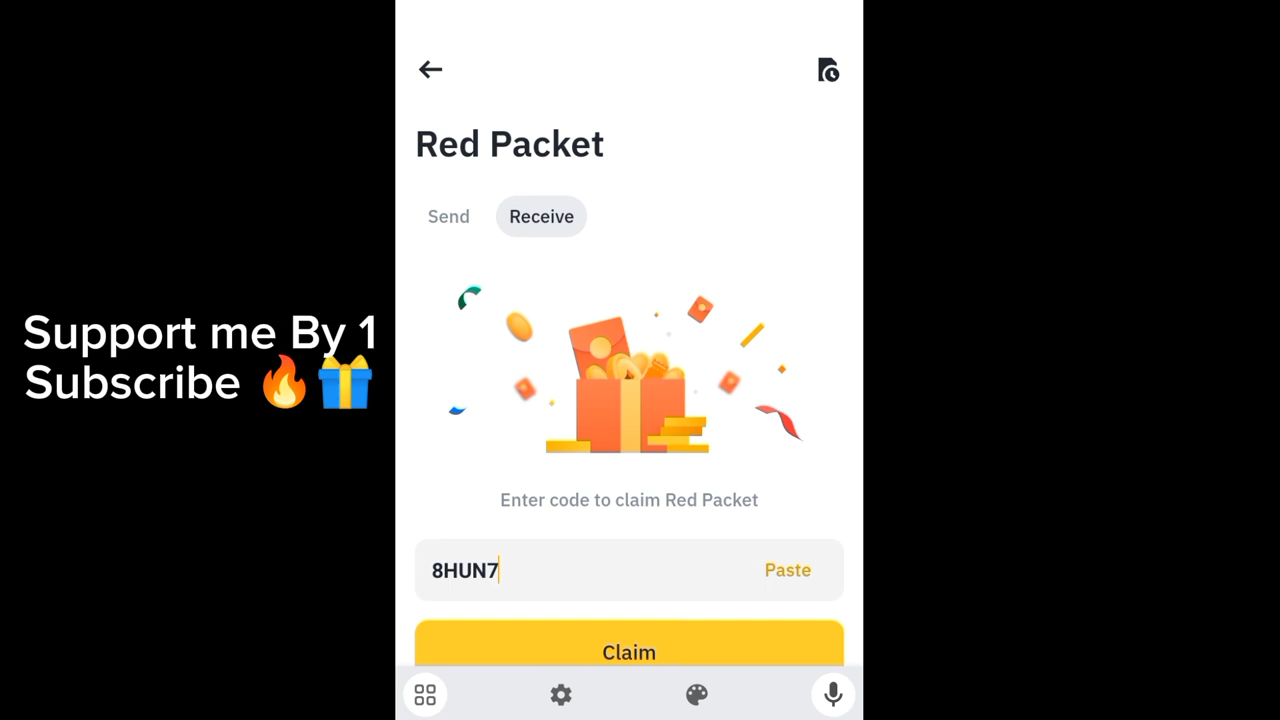 Red Packet
Send Receive
Support me By 1
Subscribe 🔥🎁
Enter code to claim Red Packet
8HUN7 Paste
Claim